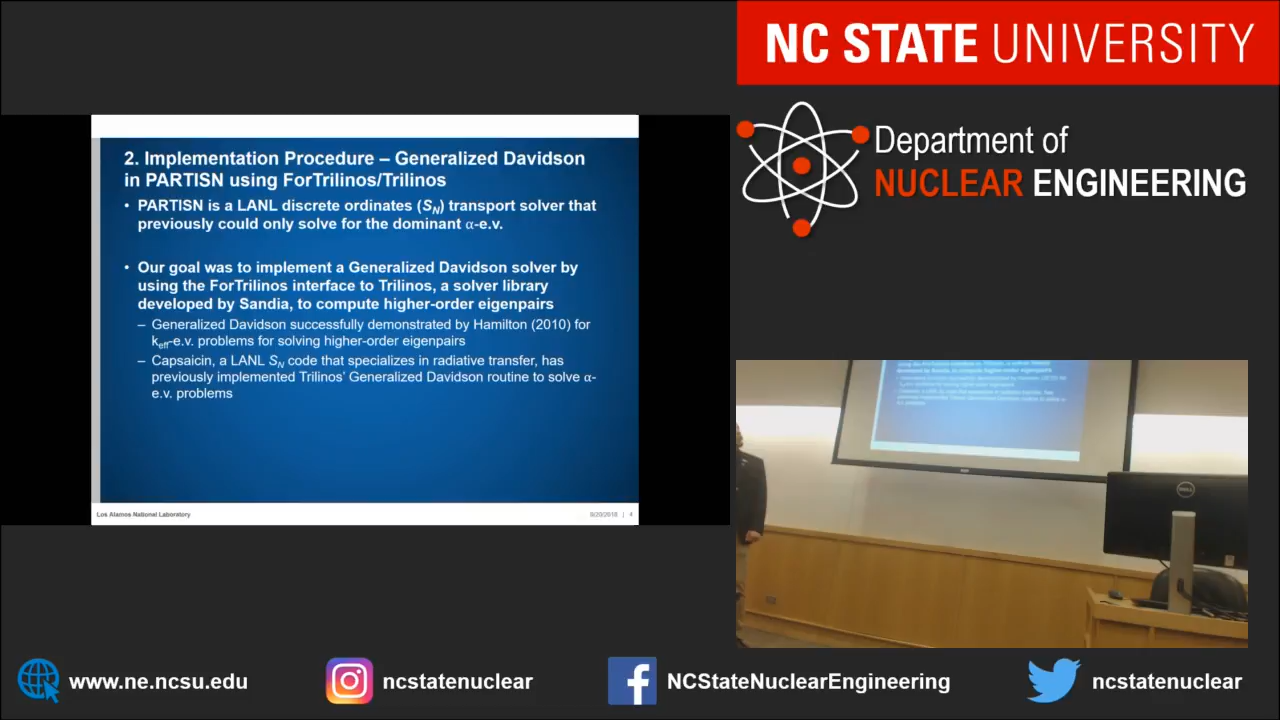 NC STATE UNIVERSITY
Department of
NUCLEAR ENGINEERING
2. Implementation Procedure – Generalized Davidson
in PARTISN using ForTrilinos/Trilinos
• PARTISN is a LANL discrete ordinates (SN) transport solver that
previously could only solve for the dominant α-e.v.
• Our goal was to implement a Generalized Davidson solver by
using the ForTrilinos interface to Trilinos, a solver library
developed by Sandia, to compute higher-order eigenpairs
– Generalized Davidson successfully demonstrated by Hamilton (2010) for
keff-e.v. problems for solving higher-order eigenpairs
– Capsaicin, a LANL SN code that specializes in radiative transfer, has
previously implemented Trilinos' Generalized Davidson routine to solve α-
e.v. problems
Los Alamos National Laboratory
9/20/2018 | 4
DELL
www.ne.ncsu.edu
ncstatenuclear
NCStateNuclearEngineering
ncstatenuclear